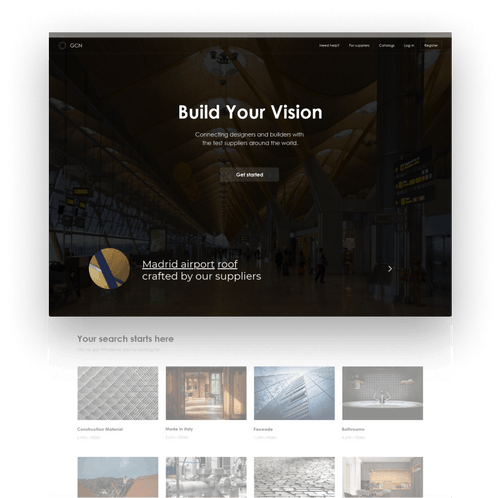 GCN
Need help?
For suppliers
Catalogs
Log in
Register
Build Your Vision
Connecting designers and builders with
the test suppliers around the world.
Get started
Madrid airport roof
crafted by our suppliers
Your search starts here
Construction Material
Made in Italy
Facade
Bathrooms